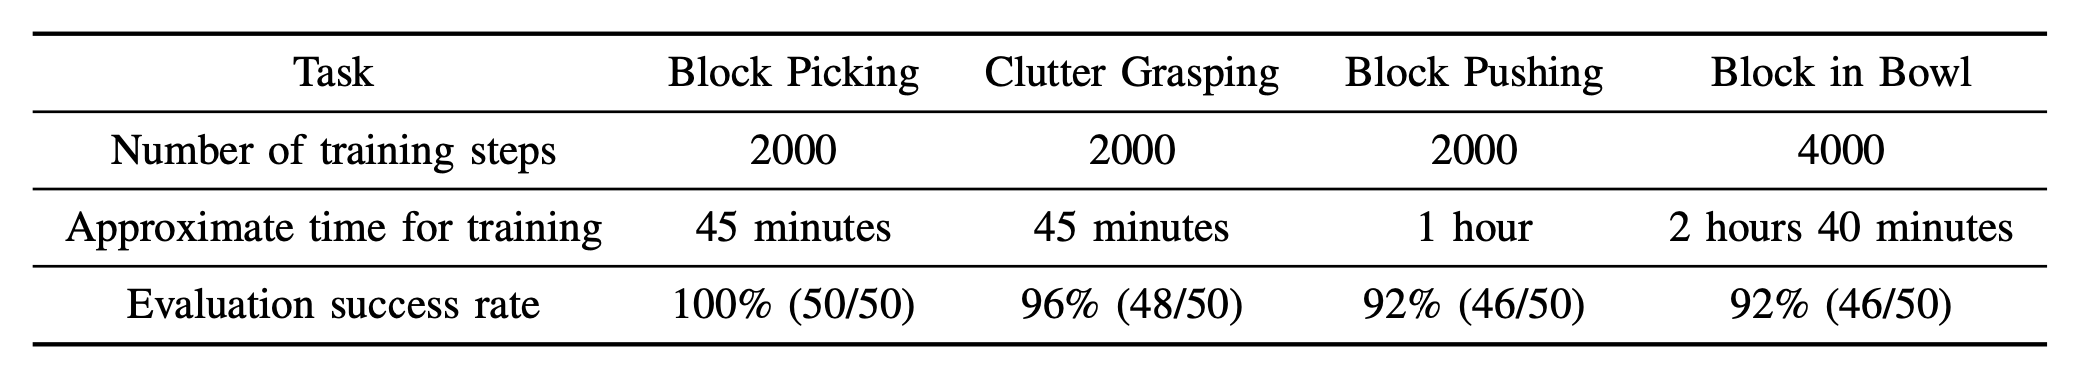 Task Block Picking Clutter Grasping Block Pushing Block in Bowl
Number of training steps 2000 2000 2000 4000
Approximate time for training 45 minutes 45 minutes 1 hour 2 hours 40 minutes
Evaluation success rate 100% (50/50) 96% (48/50) 92% (46/50) 92% (46/50)